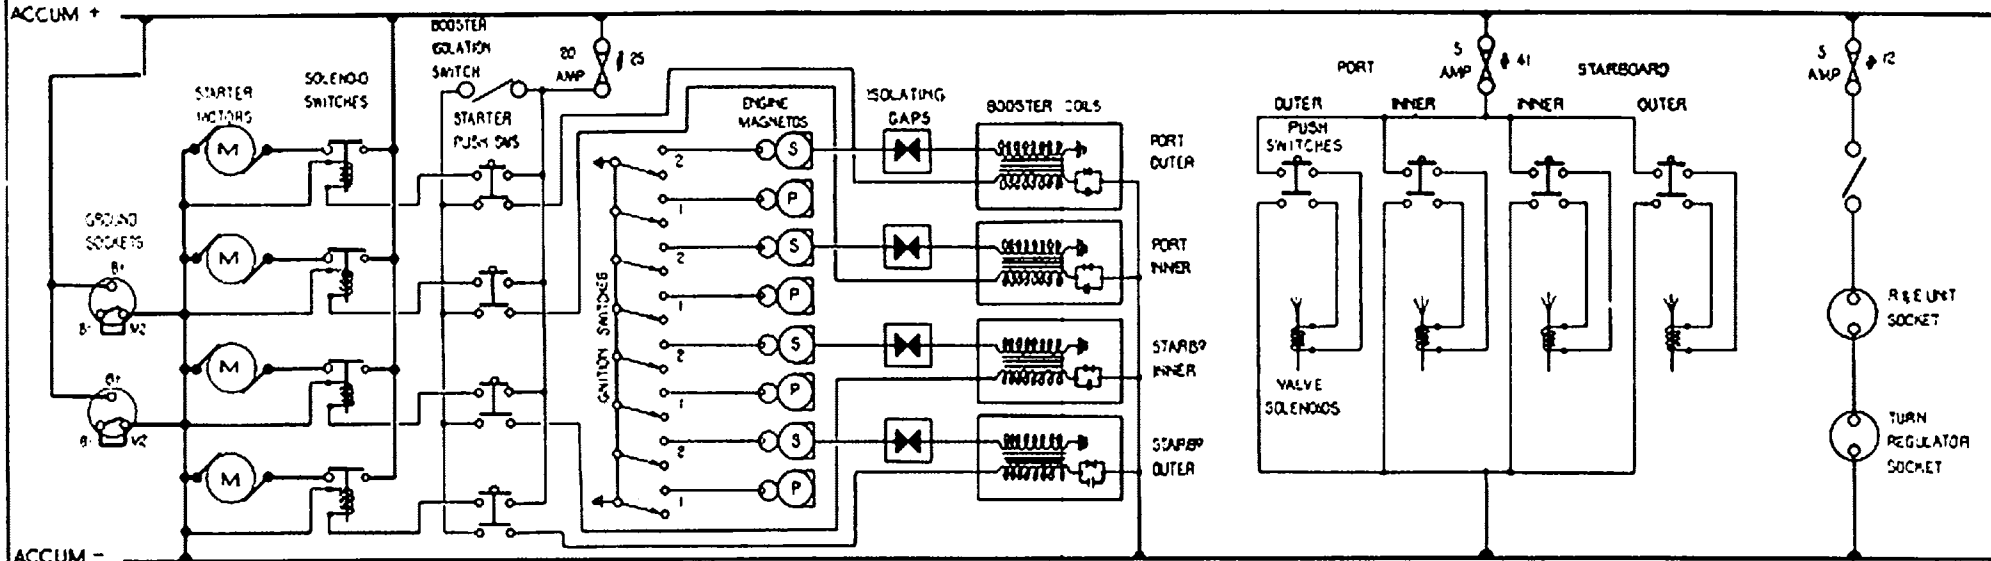 ACCUM +
BOOSTER
ISOLATION
SWITCH
20
AMP
25
STARTER
MOTORS
SOLENOID
SWITCHES
STARTER
PUSH SWS
ENGINE
MAGNETOS
ISOLATING
GAPS
BOOSTER COILS
PORT
OUTER
PORT
INNER
STARBD
INNER
STARBD
OUTER
M
M
M
M
GROUND
SOCKETS
B+
B-
V2
B+
B-
V2
IGNITION SWITCHES
2
1
2
1
2
1
2
1
S
P
S
P
S
P
S
P
5
AMP
41
PORT
STARBOARD
OUTER
INNER
INNER
OUTER
PUSH
SWITCHES
VALVE
SOLENOIDS
5
AMP
12
R & E UNIT
SOCKET
TURN
REGULATOR
SOCKET
ACCUM -